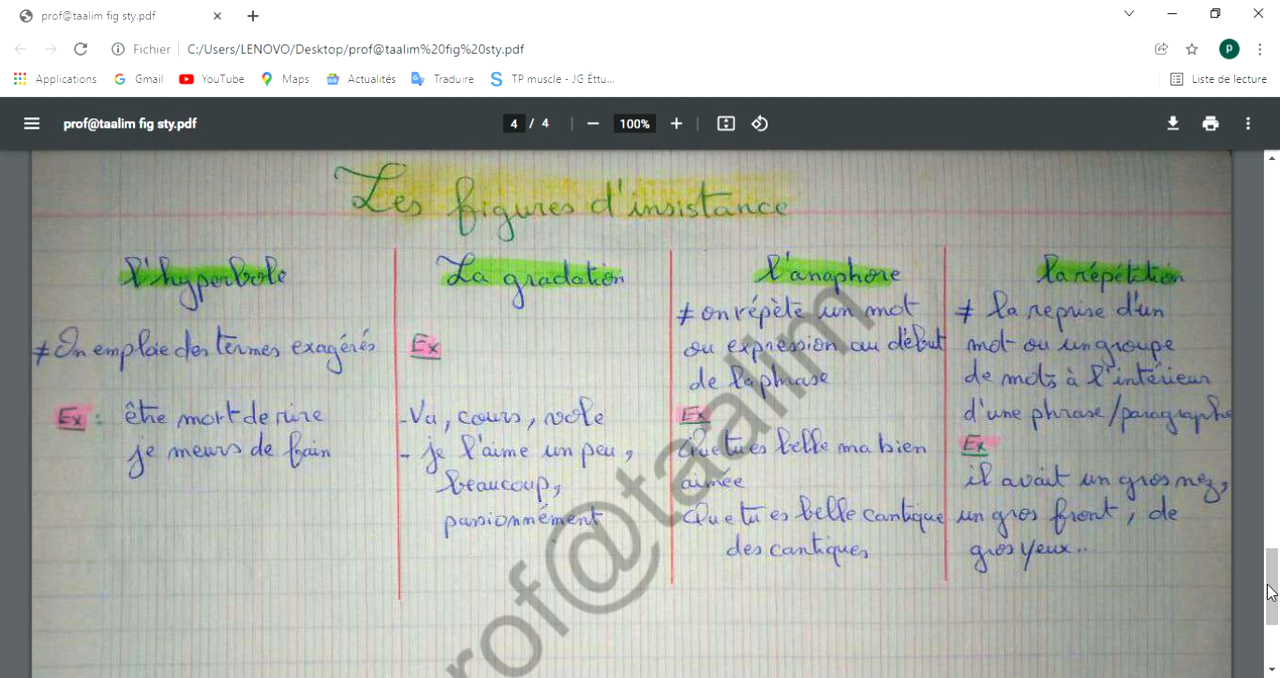 prof@taalim fig sty.pdf
Fichier
C:/Users/LENOVO/Desktop/prof@taalim%20fig%20sty.pdf
P
Applications
Gmail
YouTube
Maps
Actualités
Traduire
TP muscle - JG Éttu...
Liste de lecture
prof@taalim fig sty.pdf
4 / 4
100%
Les figures d'insistance
l'hyperbole
≠ On emploie des termes exagérés
Ex : être mort de rire
je meurs de fain
La gradation
Ex
- Va, cours, vole
- je l'aime un peu,
beaucoup,
passionnément
l'anaphore
≠ on répète un mot
ou expression au début
de la phrase
Ex
Que tu es belle ma bien
aimée
Que tu es belle cantique
des cantiques
la répétition
≠ la reprise d'un
mot ou un groupe
de mots à l'intérieur
d'une phrase/paragraphe
Ex
il avait un gros nez,
un gros front, de
gros yeux..
rof@taalim